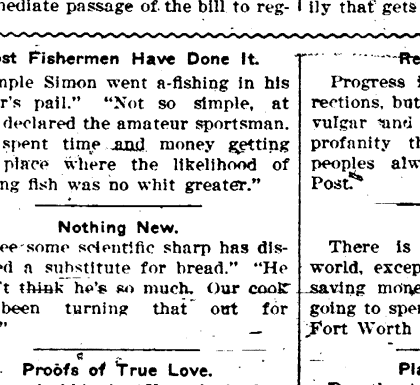 mediate passage of the bill to reg-
st Fishermen Have Done It.
mple Simon went a-fishing in his
r's pail." "Not so simple, at
declared the amateur sportsman.
spent time and money getting
place where the likelihood of
ng fish was no whit greater."
Nothing New.
ee some scientific sharp has dis-
ed a substitute for bread." "He
't think he's so much. Our cook
been turning that out for
"
Proofs of True Love.
ily that gets
Re
Progress i
rections, but
vulgar and
profanity th
peoples alw
Post.
There is
world, excep
saving mone
going to spe
Fort Worth
Pla